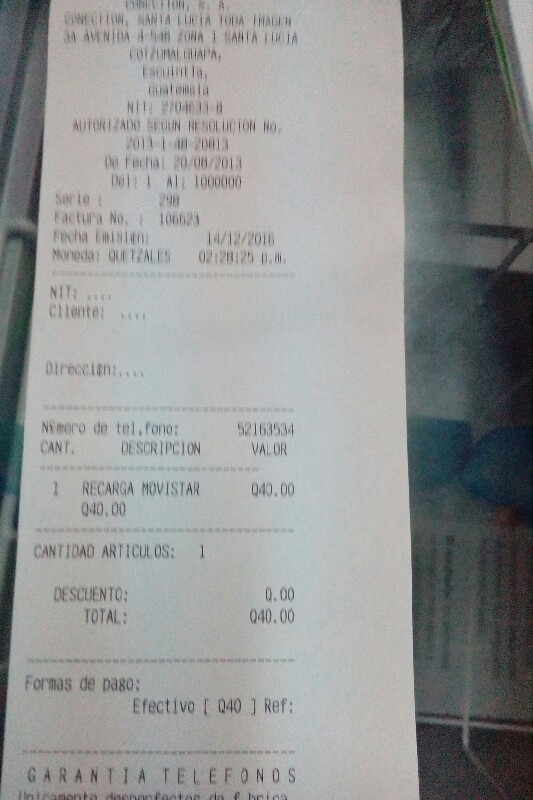 CONECTION, S. A.
CONECTION, SANTA LUCIA TODA IMAGEN
3A AVENIDA 4-54B ZONA 1 SANTA LUCIA
COTZUMALGUAPA,
Escuintla,
Guatemala
NIT: 2704633-8
AUTORIZADO SEGUN RESOLUCION No.
2013-1-48-20813
De Fecha: 20/08/2013
Del: 1 Al: 1000000
Serie : 29B
Factura No. : 106623
Fecha Emisi¢n: 14/12/2016
Moneda: QUETZALES 02:28:25 p.m.
NIT: ....
Cliente: ....
Direcci¢n:....
N£mero de tel,fono: 52163534
CANT. DESCRIPCION VALOR
1 RECARGA MOVISTAR Q40.00
Q40.00
CANTIDAD ARTICULOS: 1
DESCUENTO: 0.00
TOTAL: Q40.00
Formas de pago:
Efectivo [ Q40 ] Ref:
GARANTIA TELEFONOS
Unicamente desperfectos de f brica